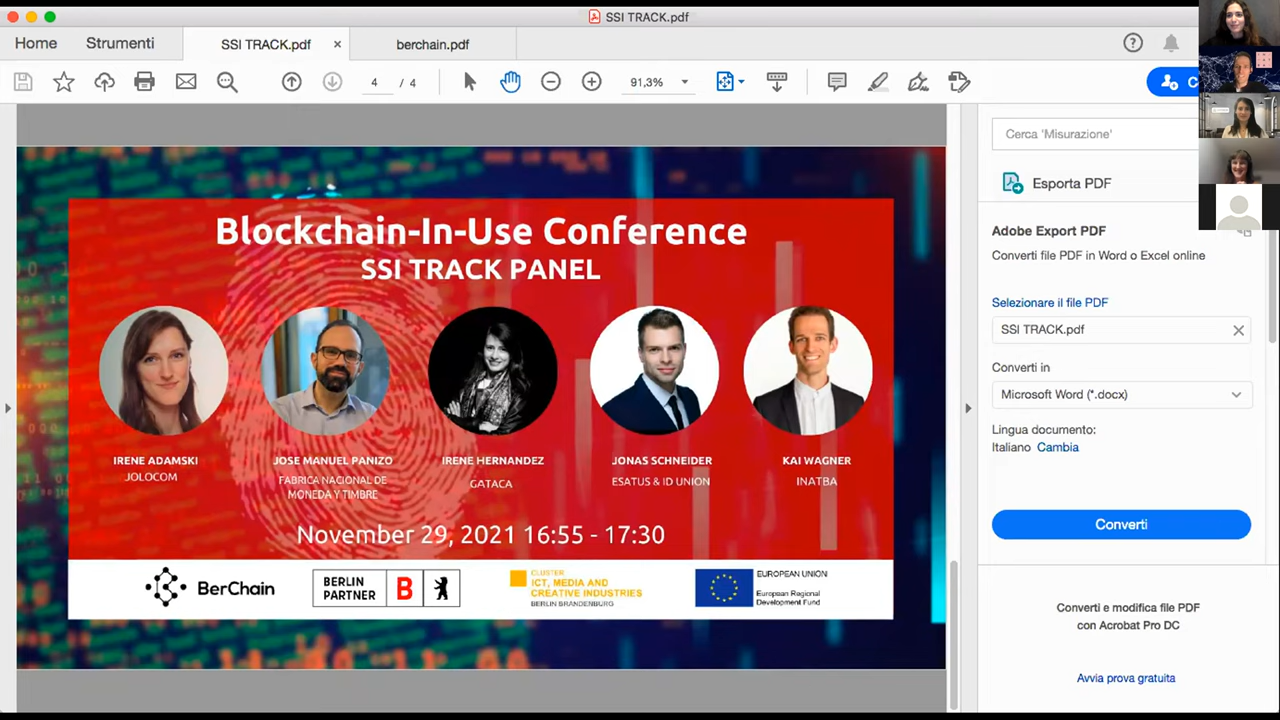 SSI TRACK.pdf
Home
Strumenti
SSI TRACK.pdf ×
berchain.pdf
4 / 4
91,3%
C
Cerca 'Misurazione'
Esporta PDF
Adobe Export PDF
Converti file PDF in Word o Excel online
Selezionare il file PDF
SSI TRACK.pdf
Converti in
Microsoft Word (*.docx)
Lingua documento:
Italiano Cambia
Converti
Converti e modifica file PDF
con Acrobat Pro DC
Avvia prova gratuita
Blockchain-In-Use Conference
SSI TRACK PANEL
IRENE ADAMSKI
JOLOCOM
JOSE MANUEL PANIZO
FABRICA NACIONAL DE
MONEDA Y TIMBRE
IRENE HERNANDEZ
GATACA
JONAS SCHNEIDER
ESATUS & ID UNION
KAI WAGNER
INATBA
November 29, 2021 16:55 - 17:30
BerChain
BERLIN
PARTNER
B
CLUSTER
ICT, MEDIA AND
CREATIVE INDUSTRIES
BERLIN BRANDENBURG
EUROPEAN UNION
European Regional
Development Fund